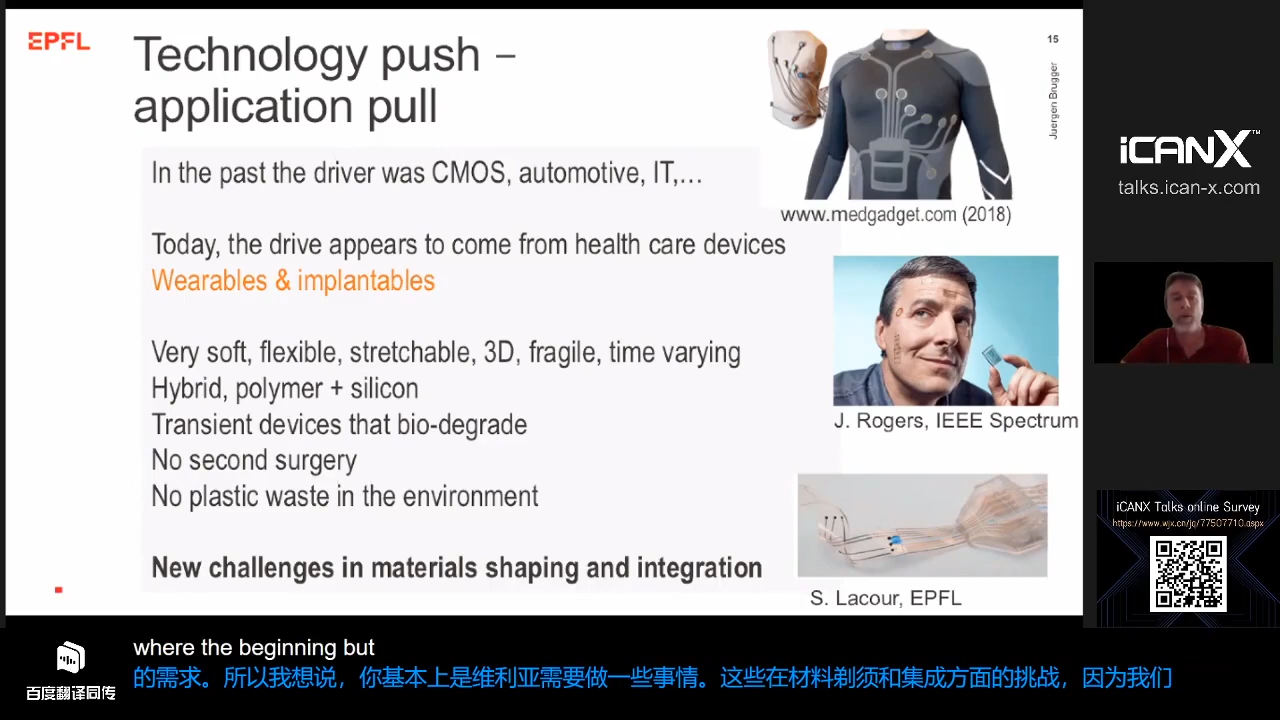 EPFL
Technology push –
application pull
15
Juergen Brugger
In the past the driver was CMOS, automotive, IT,...
www.medgadget.com (2018)
Today, the drive appears to come from health care devices
Wearables & implantables
Very soft, flexible, stretchable, 3D, fragile, time varying
Hybrid, polymer + silicon
Transient devices that bio-degrade
No second surgery
No plastic waste in the environment
New challenges in materials shaping and integration
J. Rogers, IEEE Spectrum
S. Lacour, EPFL
iCANX™
talks.ican-x.com
iCANX Talks online Survey
https://www.wjx.cn/jq/77507710.aspx
where the beginning but
的需求。所以我想说，你基本上是维利亚需要做一些事情。这些在材料剃须和集成方面的挑战，因为我们
百度翻译同传